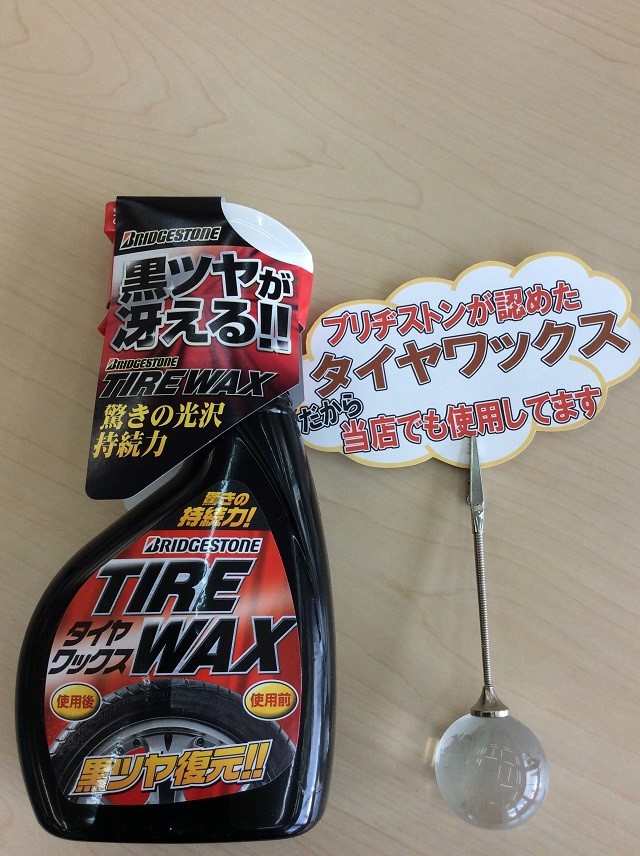 BRIDGESTONE
黒ツヤが
冴える!!
BRIDGESTONE
TIREWAX
驚きの光沢
持続力
驚きの
持続力!
BRIDGESTONE
TIRE
タイヤ
ワックス
WAX
使用後
使用前
黒ツヤ復元!!
ブリヂストンが認めた
タイヤワックス
だから
当店でも使用してます